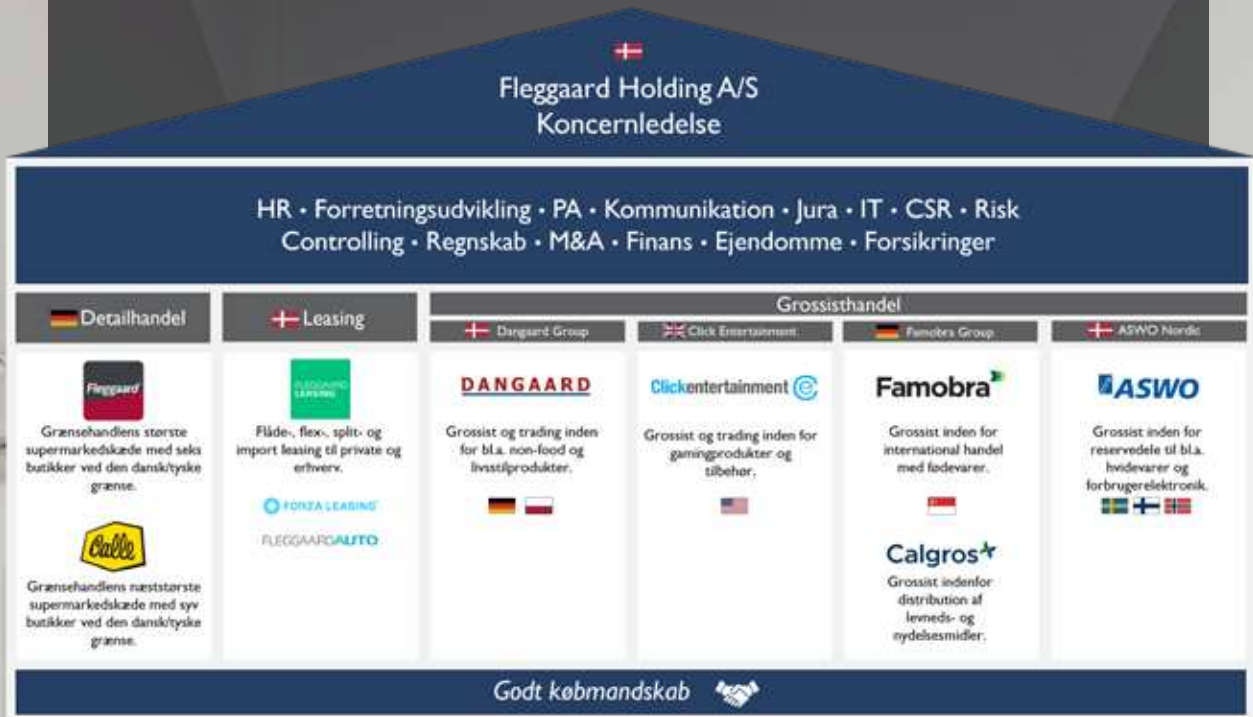 Fleggaard Holding A/S
Koncernledelse
HR • Forretningsudvikling • PA • Kommunikation • Jura • IT • CSR • Risk
Controlling • Regnskab • M&A • Finans • Ejendomme • Forsikringer
Detailhandel
Leasing
Grossisthandel
Dangaard Group
Click Entertainment
Famobra Group
ASWO Nordic
Fleggaard
Grænsehandlens største
supermarkedskæde med seks
butikker ved den dansk/tyske
grænse.
Calle
Grænsehandlens næststørste
supermarkedskæde med syv
butikker ved den dansk/tyske
grænse.
FLEGGAARD
LEASING
Flåde-, flex-, split- og
import leasing til private og
erhverv.
FORZA LEASING
FLEGGAARDAUTO
DANGAARD
Grossist og trading inden
for bl.a. non-food og
livsstilprodukter.
Clickentertainment e
Grossist og trading inden for
gamingprodukter og
tilbehør.
Famobra
Grossist inden for
international handel
med fødevarer.
Calgros
Grossist indenfor
distribution af
levneds- og
nydelsesmidler.
ASWO
Grossist inden for
reservedele til bl.a.
hvidevarer og
forbrugerelektronik.
Godt købmandskab